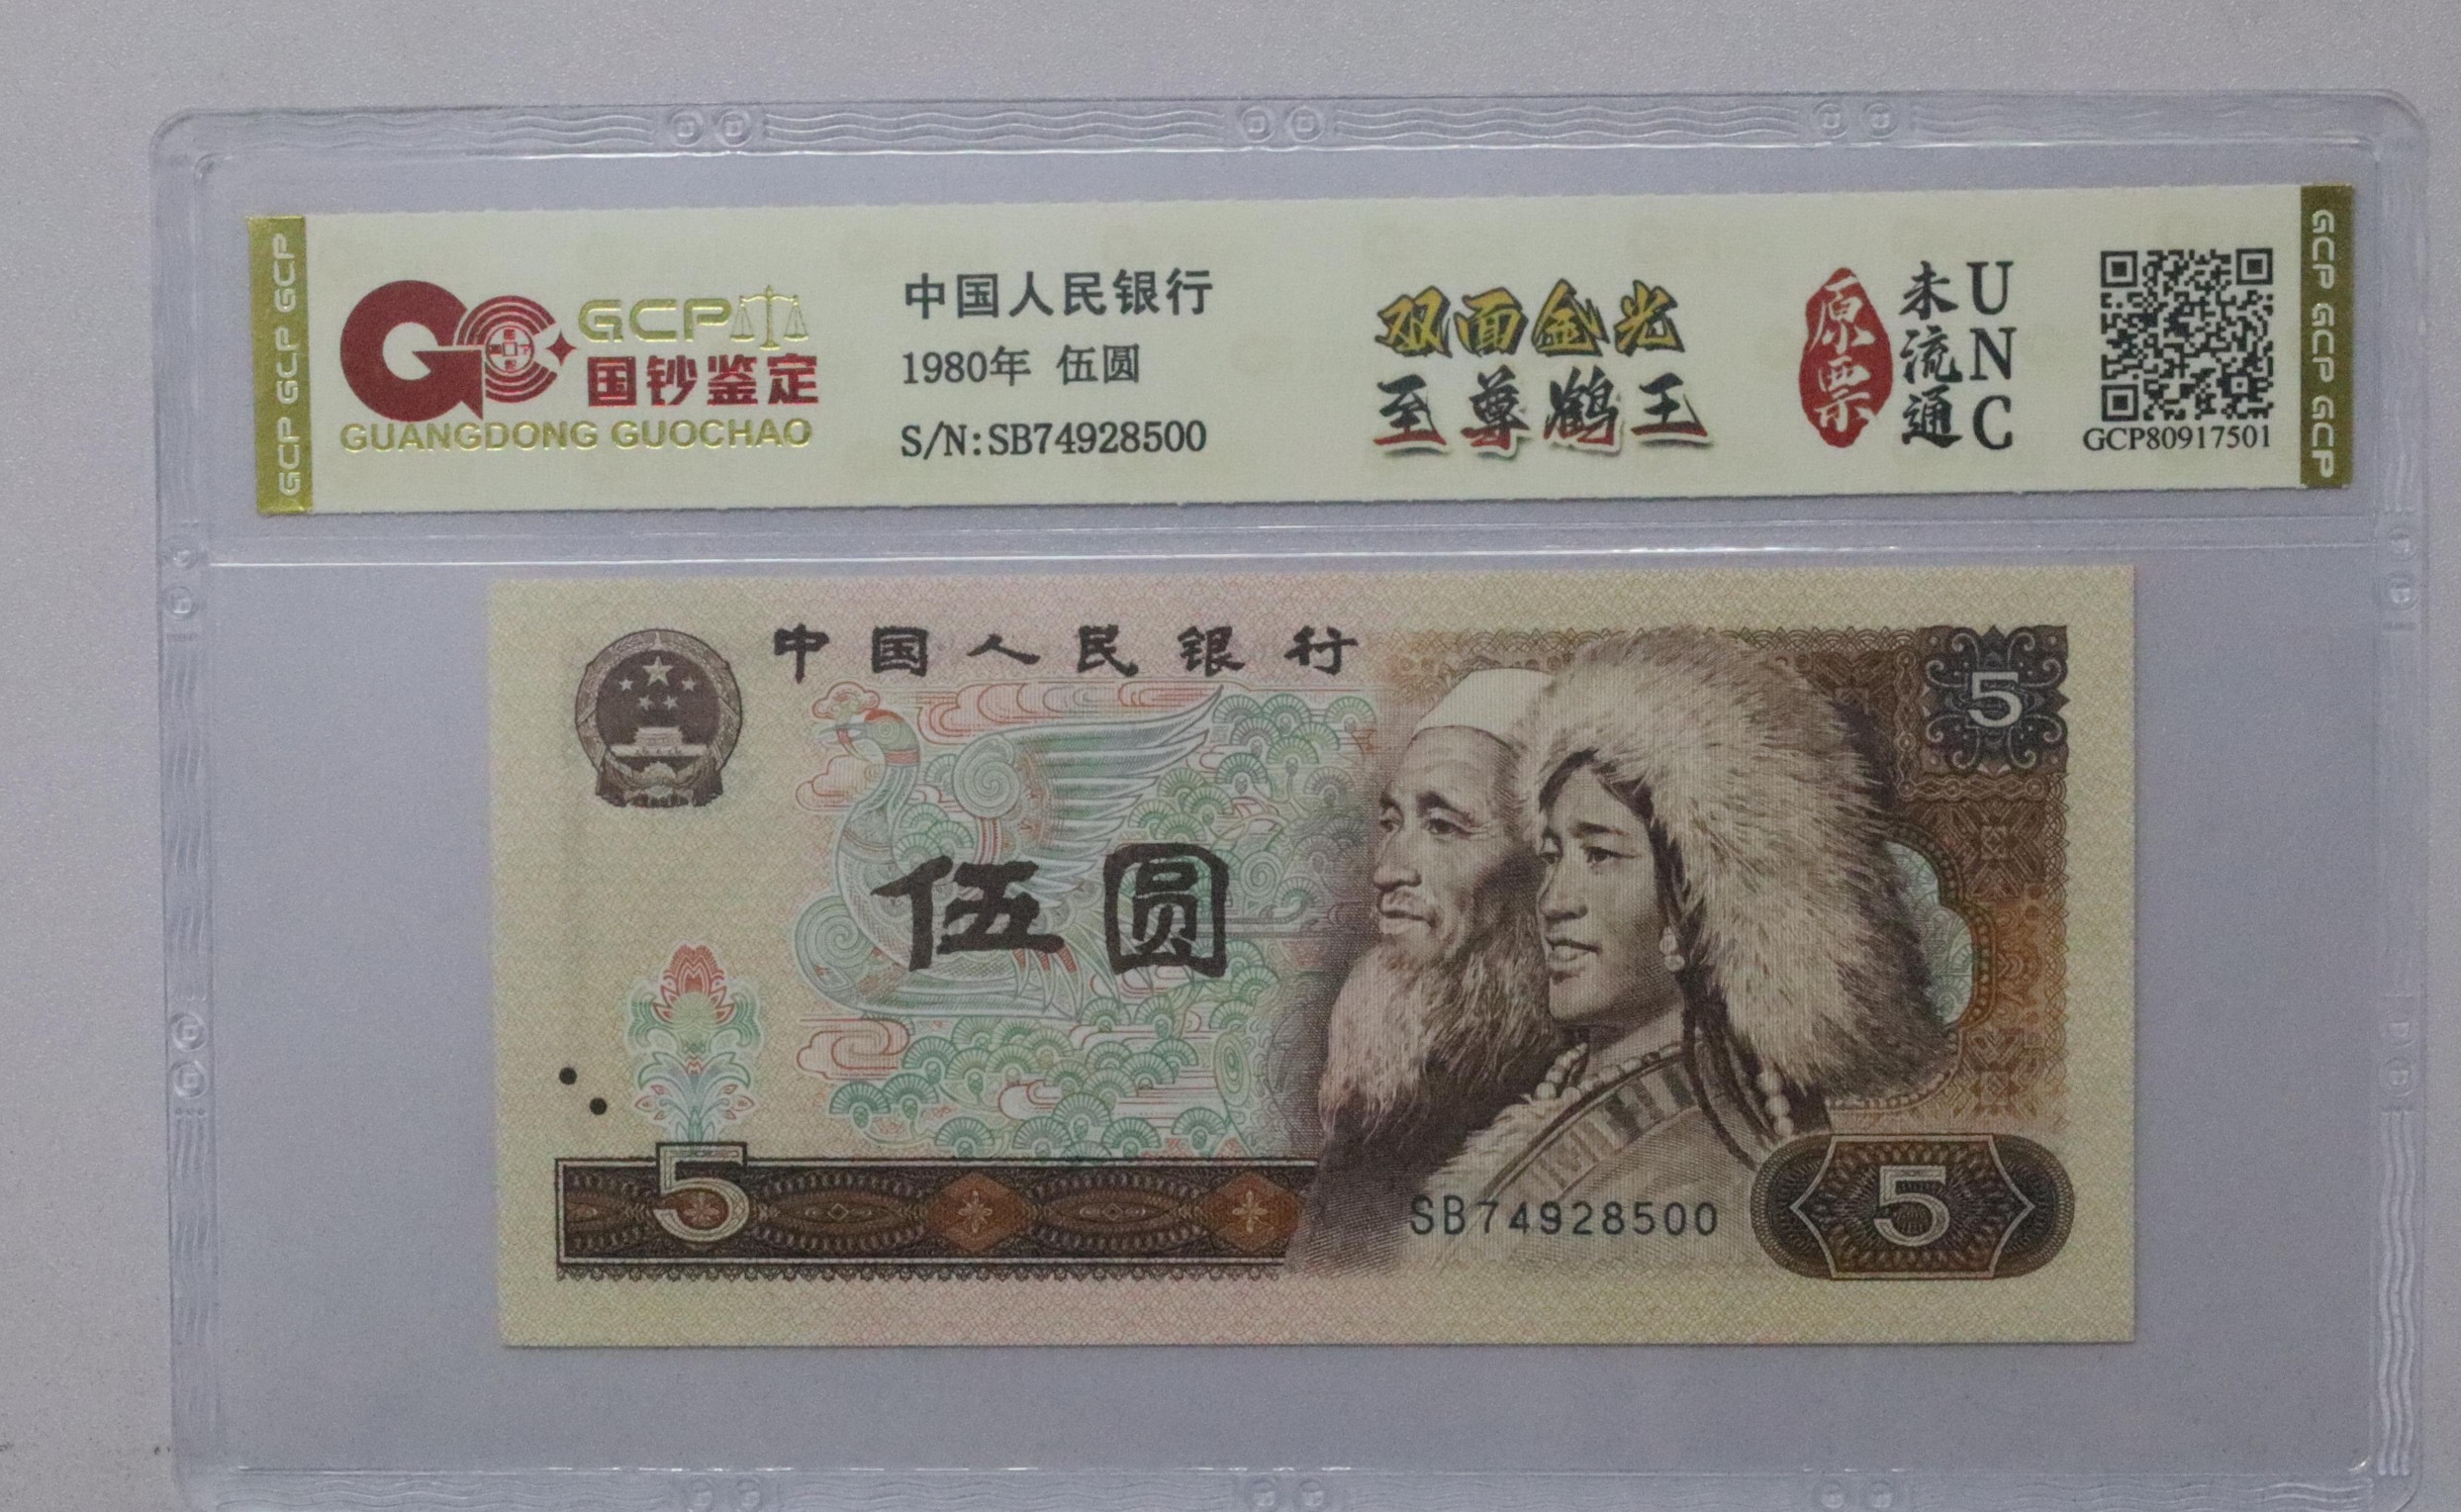 GCP GCP GCP
GCP
国钞鉴定
GUANGDONG GUOCHAO
中国人民银行
1980年 伍圆
S/N:SB74928500
双面金光
至尊鹤王
原票
未流通
UNC
GCP80917501
GCP GCP GCP
中国人民银行
5
伍圆
5
SB74928500
5